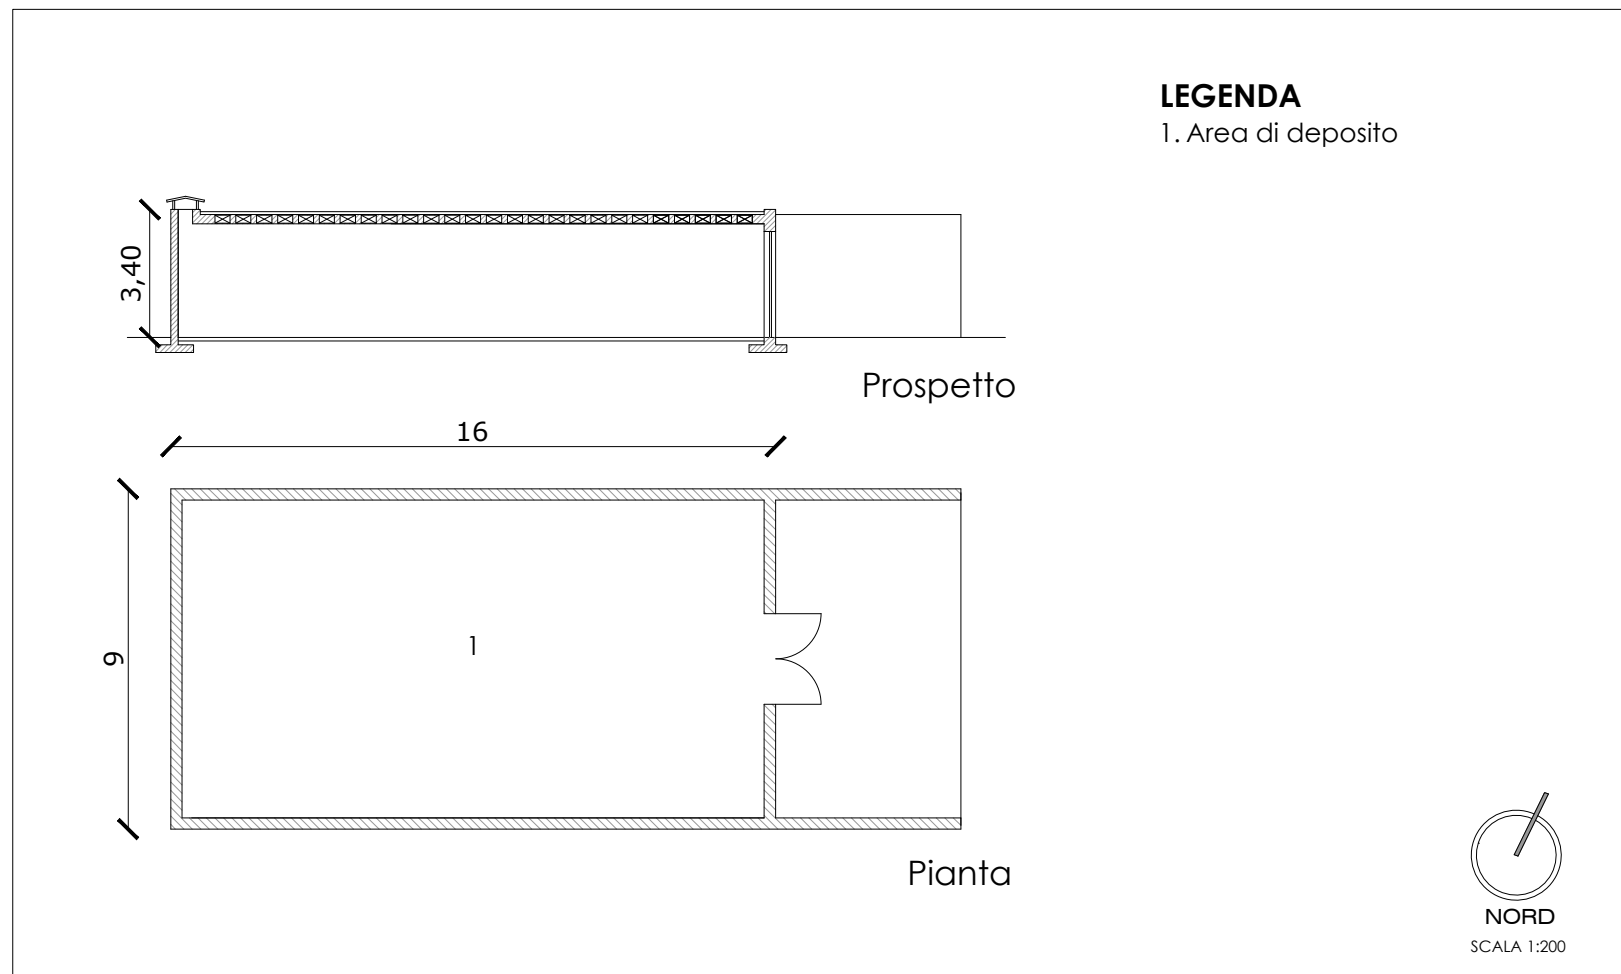 LEGENDA
1. Area di deposito
3,40
Prospetto
16
9
1
Pianta
NORD
SCALA 1:200